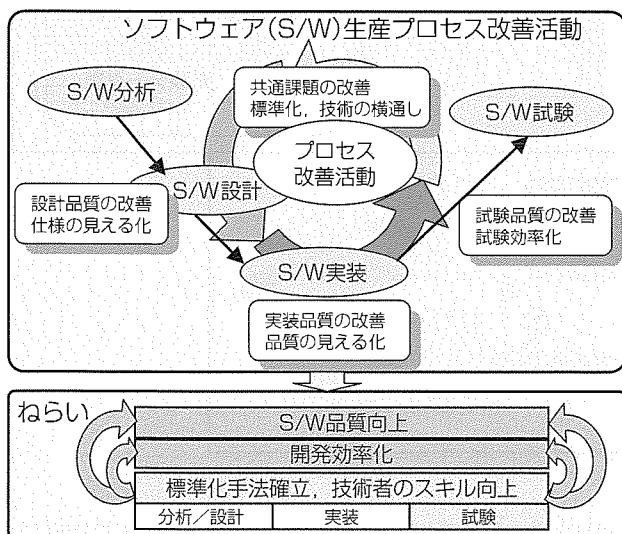 ソフトウェア(S/W)生産プロセス改善活動
S/W分析
共通課題の改善
標準化，技術の横通し
S/W試験
プロセス
改善活動
S/W設計
設計品質の改善
仕様の見える化
試験品質の改善
試験効率化
S/W実装
実装品質の改善
品質の見える化
ねらい
S/W品質向上
開発効率化
標準化手法確立，技術者のスキル向上
分析／設計
実装
試験